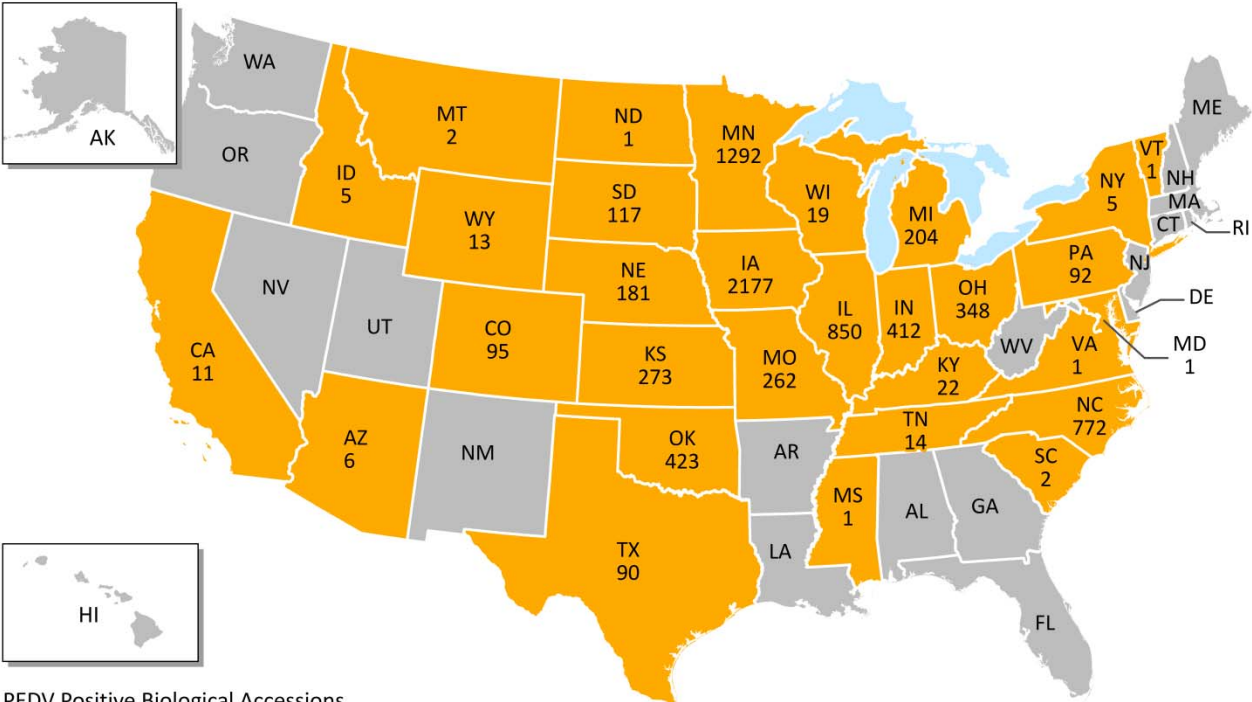 WA
AK
OR
MT
2
ID
5
WY
13
ND
1
SD
117
NE
181
MN
1292
WI
19
MI
204
IA
2177
NV
UT
CO
95
CA
11
AZ
6
NM
KS
273
MO
262
IL
850
IN
412
OH
348
KY
22
WV
VA
1
PA
92
NY
5
VT
1
NH
ME
MA
CT
RI
NJ
DE
MD
1
OK
423
TX
90
AR
LA
TN
14
NC
772
SC
2
MS
1
AL
GA
FL
HI
PEDV Positive Biological Accessions